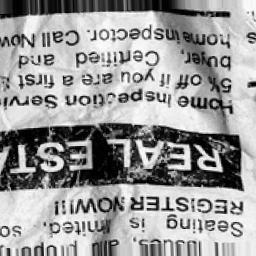 Seating is limited, so
REGISTER NOW!!!
REAL ESTA
Home Inspection Servi
5% off if you are a first
buyer. Certified and
home inspector. Call Now